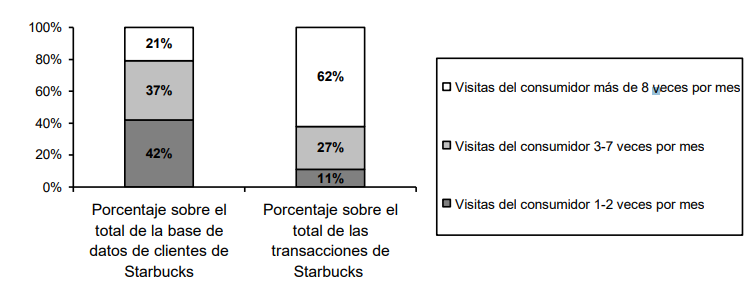 100%
80%
60%
40%
20%
0%
21%
37%
42%
62%
27%
11%
Porcentaje sobre el
total de la base de
datos de clientes de
Starbucks
Porcentaje sobre el
total de las
transacciones de
Starbucks
Visitas del consumidor más de 8 veces por mes
Visitas del consumidor 3-7 veces por mes
Visitas del consumidor 1-2 veces por mes